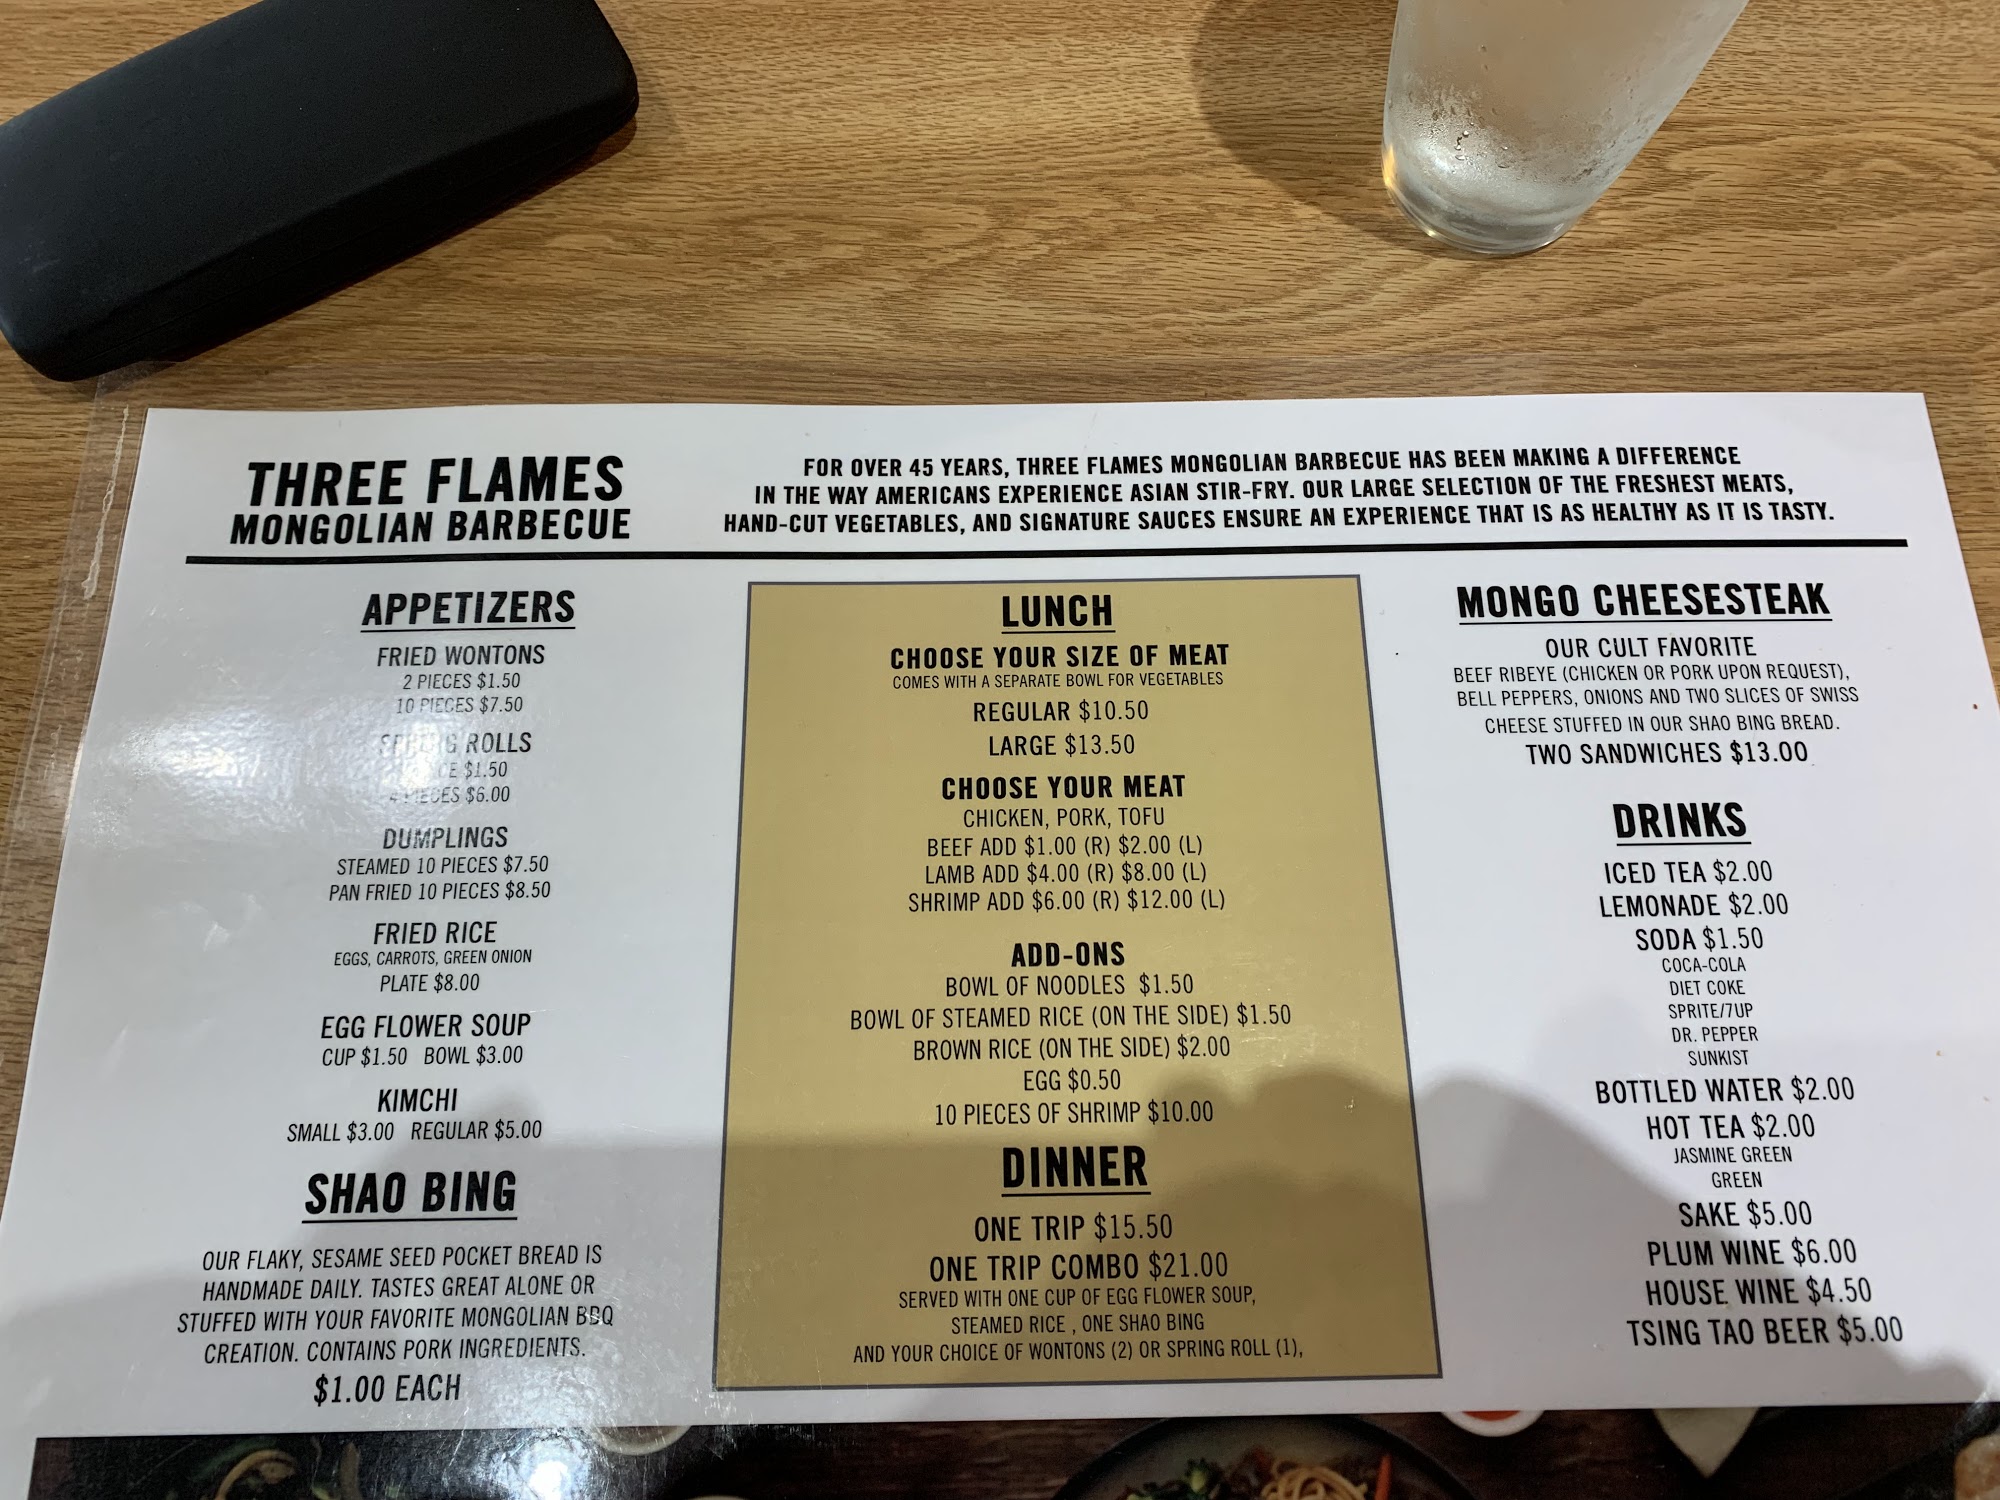 THREE FLAMES
MONGOLIAN BARBECUE
FOR OVER 45 YEARS, THREE FLAMES MONGOLIAN BARBECUE HAS BEEN MAKING A DIFFERENCE
IN THE WAY AMERICANS EXPERIENCE ASIAN STIR-FRY. OUR LARGE SELECTION OF THE FRESHEST MEATS,
HAND-CUT VEGETABLES, AND SIGNATURE SAUCES ENSURE AN EXPERIENCE THAT IS AS HEALTHY AS IT IS TASTY.
APPETIZERS
FRIED WONTONS
2 PIECES $1.50
10 PIECES $7.50
SPRING ROLLS
$1.50
4 PIECES $6.00
DUMPLINGS
STEAMED 10 PIECES $7.50
PAN FRIED 10 PIECES $8.50
FRIED RICE
EGGS, CARROTS, GREEN ONION
PLATE $8.00
EGG FLOWER SOUP
CUP $1.50 BOWL $3.00
KIMCHI
SMALL $3.00 REGULAR $5.00
SHAO BING
OUR FLAKY, SESAME SEED POCKET BREAD IS
HANDMADE DAILY. TASTES GREAT ALONE OR
STUFFED WITH YOUR FAVORITE MONGOLIAN BBQ
CREATION. CONTAINS PORK INGREDIENTS.
$1.00 EACH
LUNCH
CHOOSE YOUR SIZE OF MEAT
COMES WITH A SEPARATE BOWL FOR VEGETABLES
REGULAR $10.50
LARGE $13.50
CHOOSE YOUR MEAT
CHICKEN, PORK, TOFU
BEEF ADD $1.00 (R) $2.00 (L)
LAMB ADD $4.00 (R) $8.00 (L)
SHRIMP ADD $6.00 (R) $12.00 (L)
ADD-ONS
BOWL OF NOODLES $1.50
BOWL OF STEAMED RICE (ON THE SIDE) $1.50
BROWN RICE (ON THE SIDE) $2.00
EGG $0.50
10 PIECES OF SHRIMP $10.00
DINNER
ONE TRIP $15.50
ONE TRIP COMBO $21.00
SERVED WITH ONE CUP OF EGG FLOWER SOUP,
STEAMED RICE , ONE SHAO BING
AND YOUR CHOICE OF WONTONS (2) OR SPRING ROLL (1),
MONGO CHEESESTEAK
OUR CULT FAVORITE
BEEF RIBEYE (CHICKEN OR PORK UPON REQUEST),
BELL PEPPERS, ONIONS AND TWO SLICES OF SWISS
CHEESE STUFFED IN OUR SHAO BING BREAD.
TWO SANDWICHES $13.00
DRINKS
ICED TEA $2.00
LEMONADE $2.00
SODA $1.50
COCA-COLA
DIET COKE
SPRITE/7UP
DR. PEPPER
SUNKIST
BOTTLED WATER $2.00
HOT TEA $2.00
JASMINE GREEN
GREEN
SAKE $5.00
PLUM WINE $6.00
HOUSE WINE $4.50
TSING TAO BEER $5.00